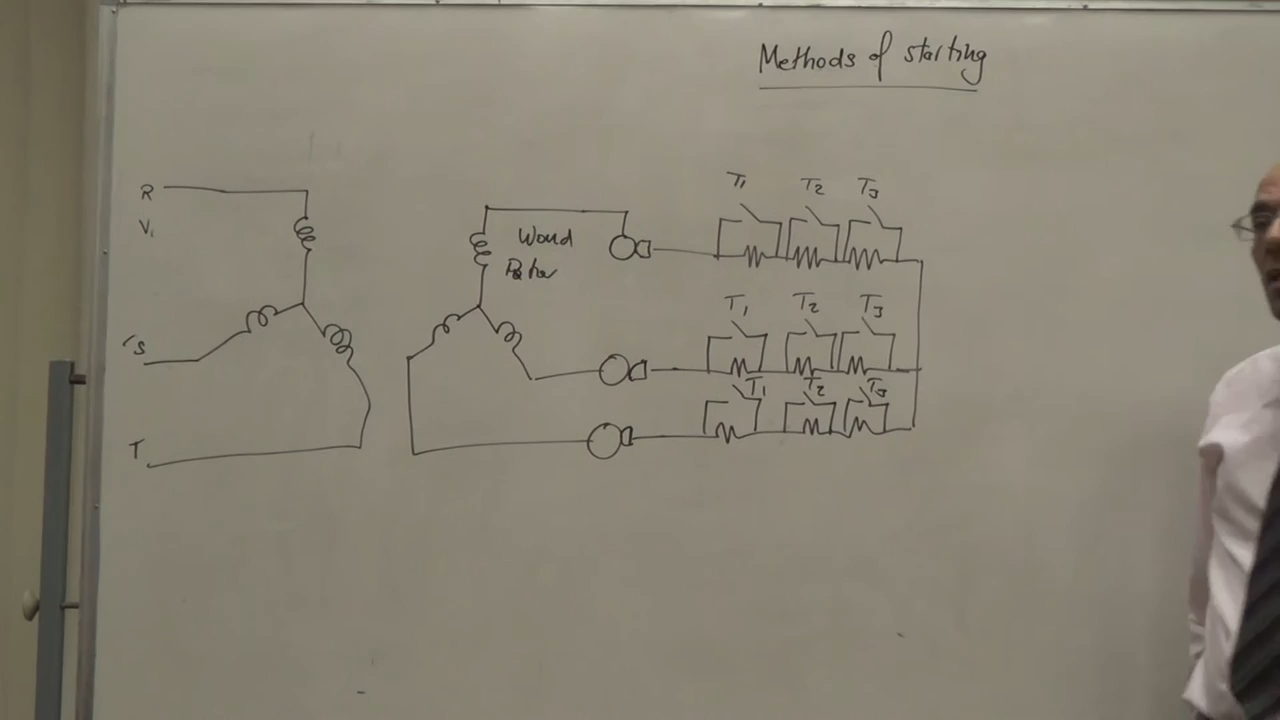 Methods of starting
R
V1
S
T
Wound
Rotor
T1 T2 T3
T1 T2 T3
T1 T2 T3